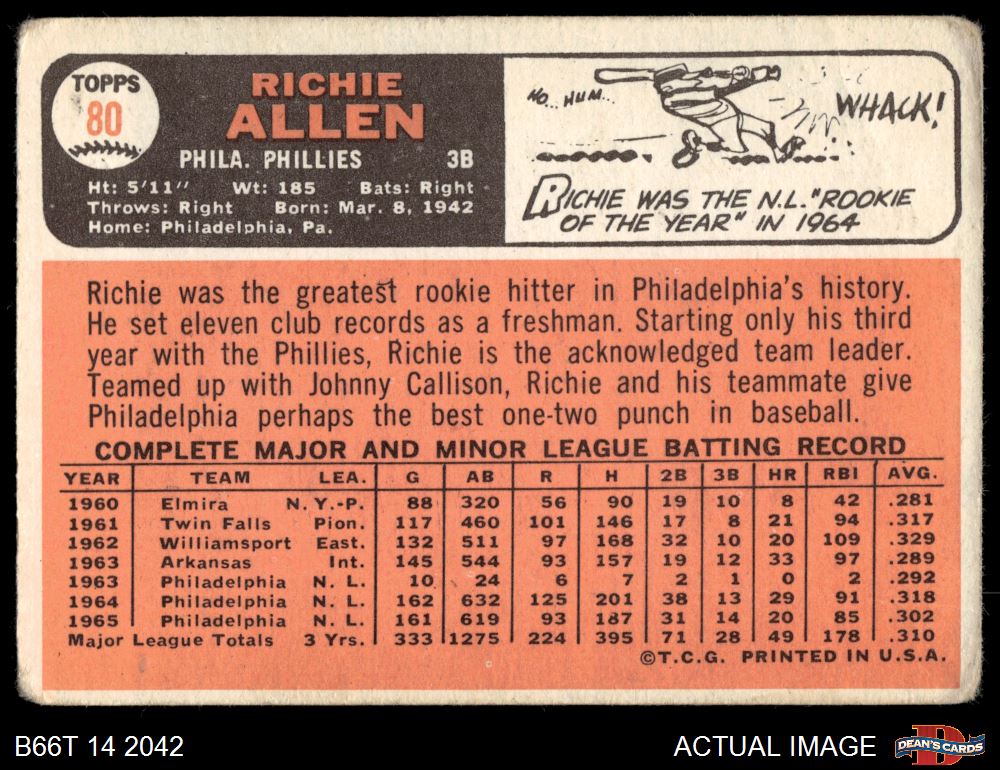 TOPPS
80
RICHIE
ALLEN
PHILA. PHILLIES 3B
Ht: 5'11" Wt: 185 Bats: Right
Throws: Right Born: Mar. 8, 1942
Home: Philadelphia, Pa.
HO.. HUM...
WHACK!
RICHIE WAS THE N.L. "ROOKIE
OF THE YEAR" IN 1964
Richie was the greatest rookie hitter in Philadelphia's history.
He set eleven club records as a freshman. Starting only his third
year with the Phillies, Richie is the acknowledged team leader.
Teamed up with Johnny Callison, Richie and his teammate give
Philadelphia perhaps the best one-two punch in baseball.
COMPLETE MAJOR AND MINOR LEAGUE BATTING RECORD
YEAR TEAM LEA. G AB R H 2B 3B HR RBI AVG.
1960 Elmira N.Y.-P. 88 320 56 90 19 10 8 42 .281
1961 Twin Falls Pion. 117 460 101 146 17 8 21 94 .317
1962 Williamsport East. 132 511 97 168 32 10 20 109 .329
1963 Arkansas Int. 145 544 93 157 19 12 33 97 .289
1963 Philadelphia N. L. 10 24 6 7 2 1 0 2 .292
1964 Philadelphia N. L. 162 632 125 201 38 13 29 91 .318
1965 Philadelphia N. L. 161 619 93 187 31 14 20 85 .302
Major League Totals 3 Yrs. 333 1275 224 395 71 28 49 178 .310
©T.C.G. PRINTED IN U.S.A.
B66T 14 2042
ACTUAL IMAGE
D
DEAN'S CARDS